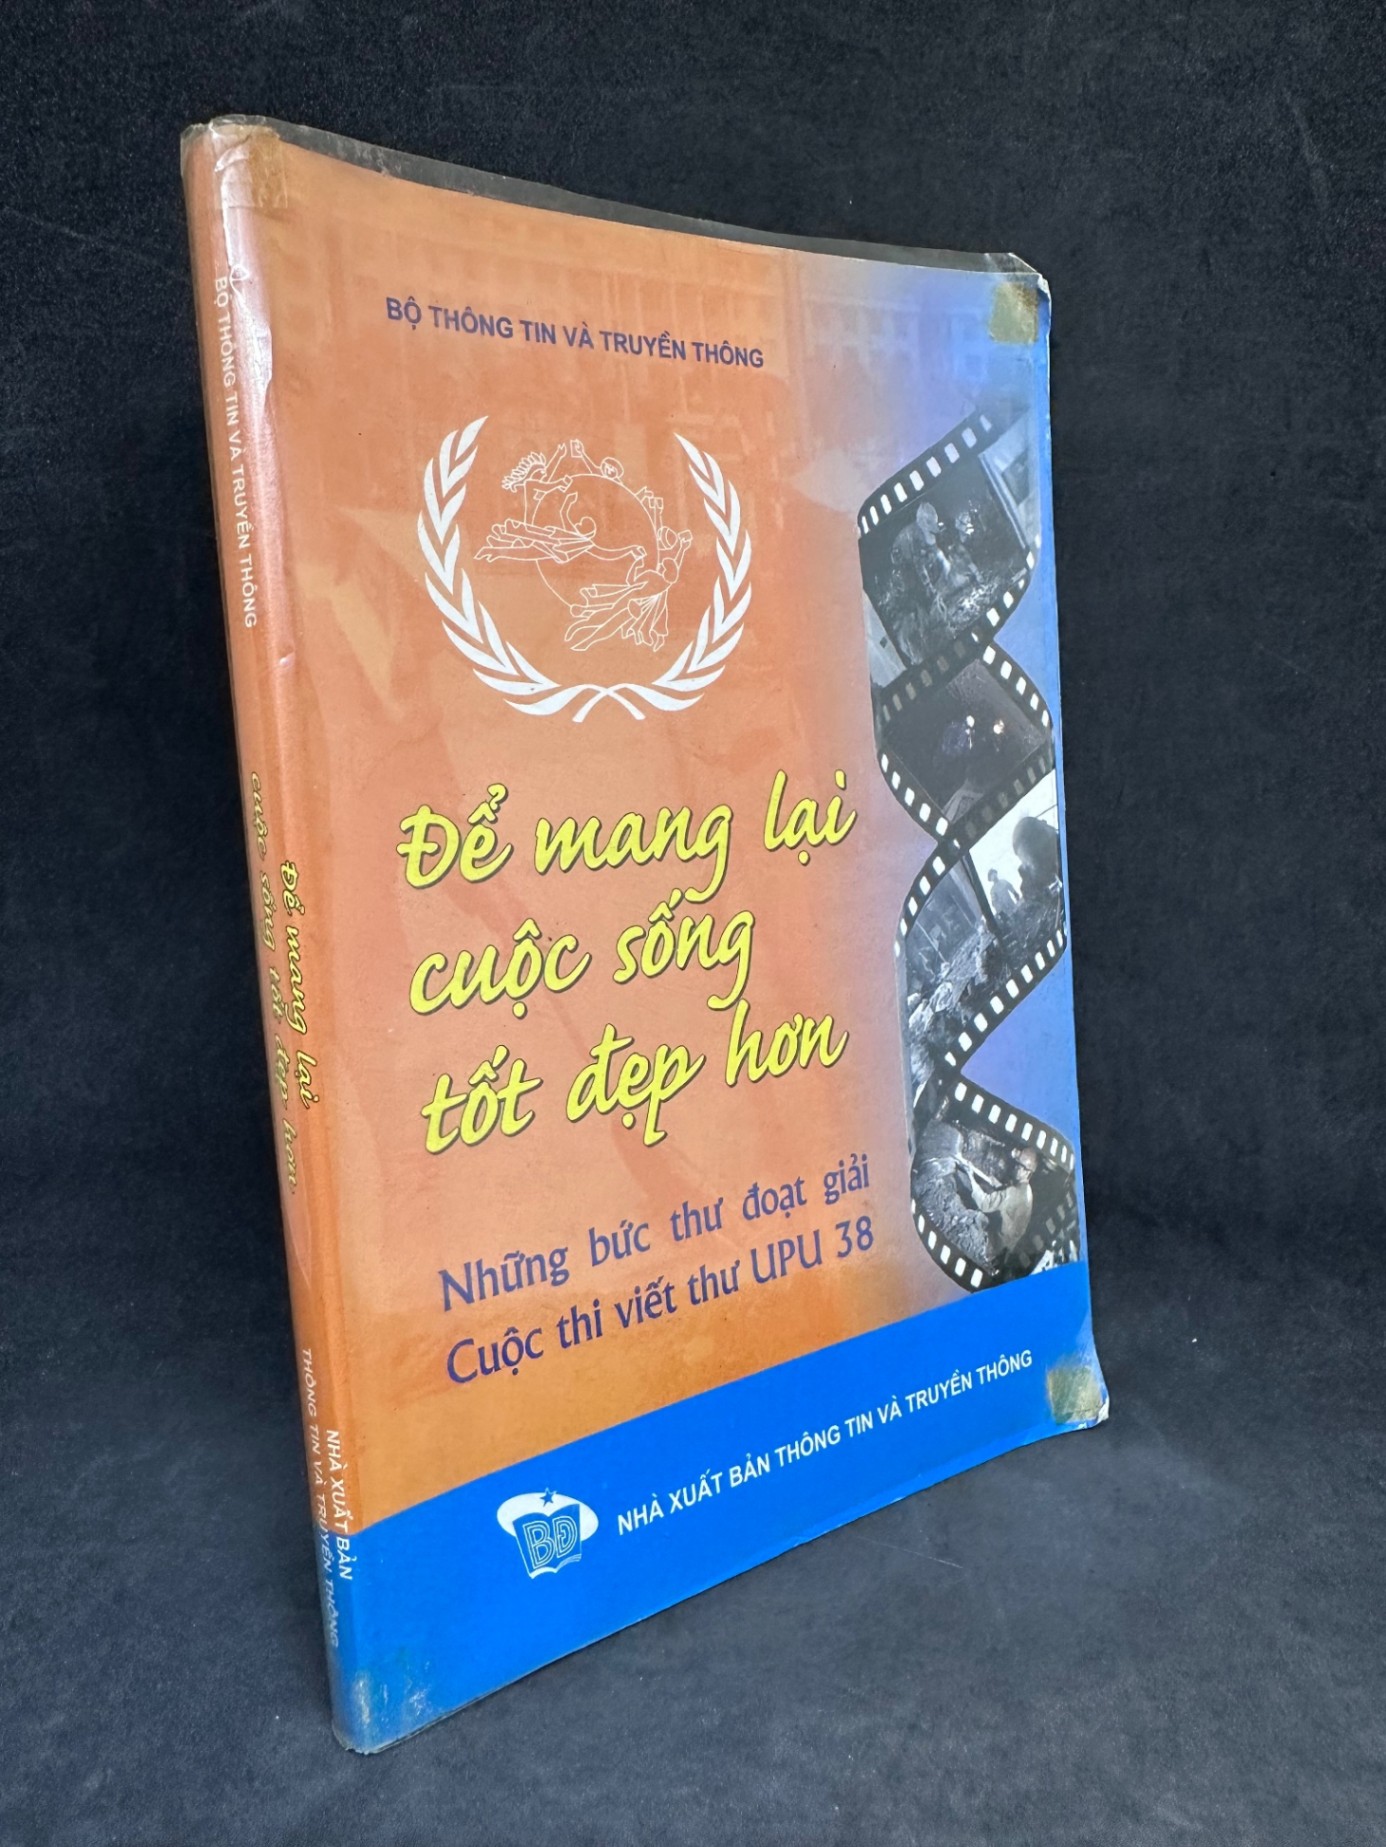 BỘ THÔNG TIN VÀ TRUYỀN THÔNG
Để mang lại
cuộc sống
tốt đẹp hơn
Những bức thư đoạt giải
Cuộc thi viết thư UPU 38
BĐ
NHÀ XUẤT BẢN THÔNG TIN VÀ TRUYỀN THÔNG
BỘ THÔNG TIN VÀ TRUYỀN THÔNG
Để mang lại
cuộc sống tốt đẹp hơn
NHÀ XUẤT BẢN
THÔNG TIN VÀ TRUYỀN THÔNG